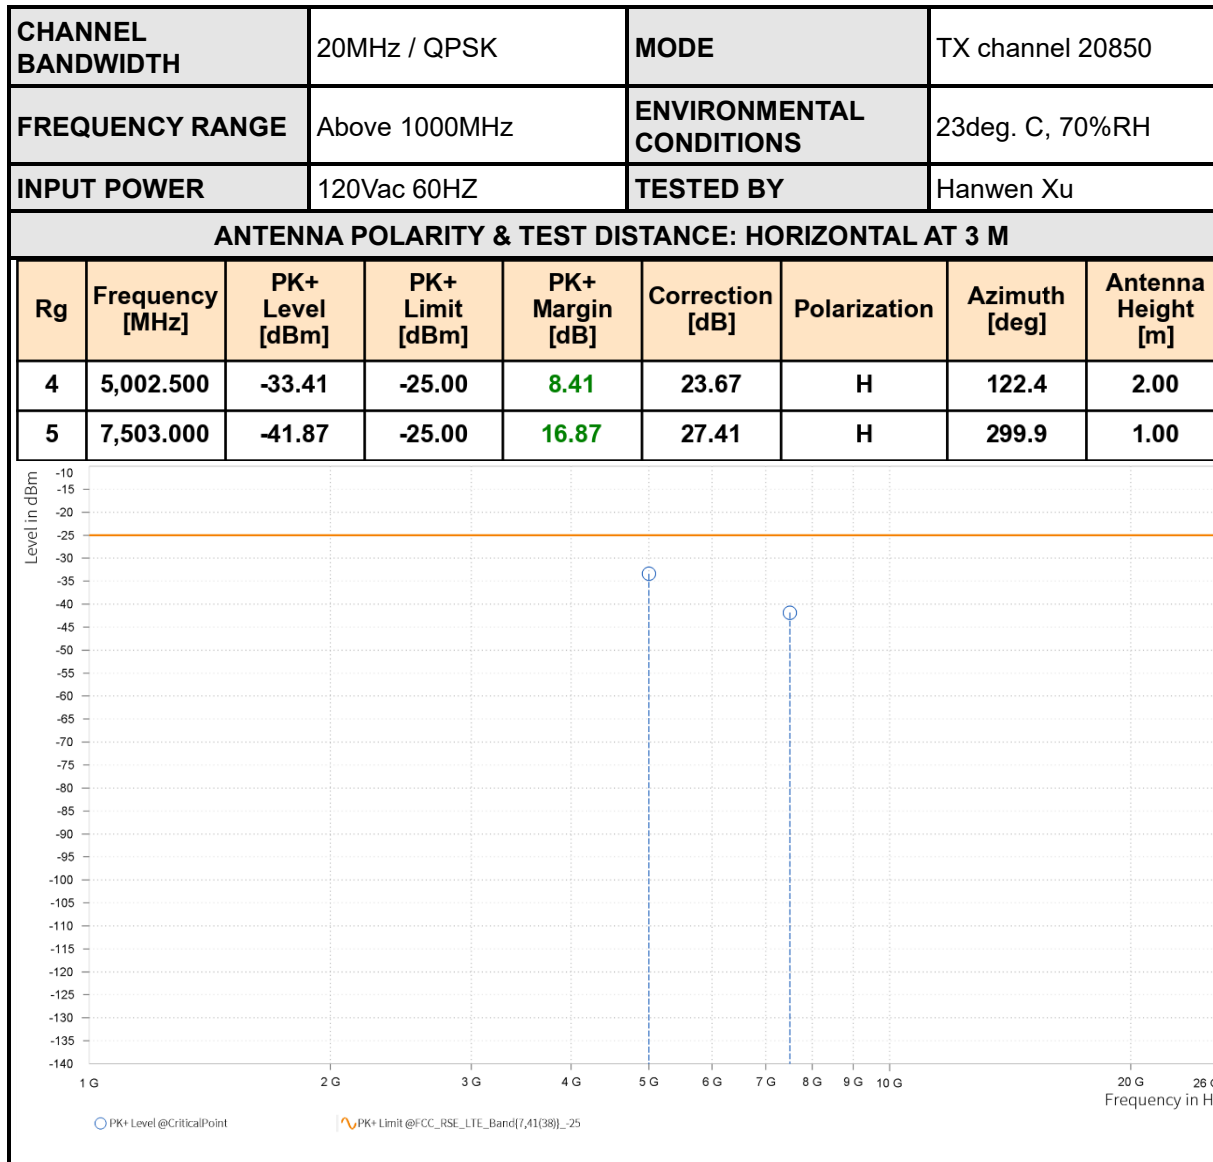 CHANNEL
BANDWIDTH
20MHz / QPSK
MODE
TX channel 20850
FREQUENCY RANGE
Above 1000MHz
ENVIRONMENTAL
CONDITIONS
23deg. C, 70%RH
INPUT POWER
120Vac 60HZ
TESTED BY
Hanwen Xu
ANTENNA POLARITY & TEST DISTANCE: HORIZONTAL AT 3 M
Rg
Frequency
[MHz]
PK+
Level
[dBm]
PK+
Limit
[dBm]
PK+
Margin
[dB]
Correction
[dB]
Polarization
Azimuth
[deg]
Antenna
Height
[m]
4 5,002.500 -33.41 -25.00 8.41 23.67 H 122.4 2.00
5 7,503.000 -41.87 -25.00 16.87 27.41 H 299.9 1.00
Level in dBm
-10
-15
-20
-25
-30
-35
-40
-45
-50
-55
-60
-65
-70
-75
-80
-85
-90
-95
-100
-105
-110
-115
-120
-125
-130
-135
-140
1 G 2 G 3 G 4 G 5 G 6 G 7 G 8 G 9 G 10 G 20 G 26
Frequency in H
PK+ Level @CriticalPoint
PK+ Limit @FCC_RSE_LTE_Band{7,41(38)}_-25